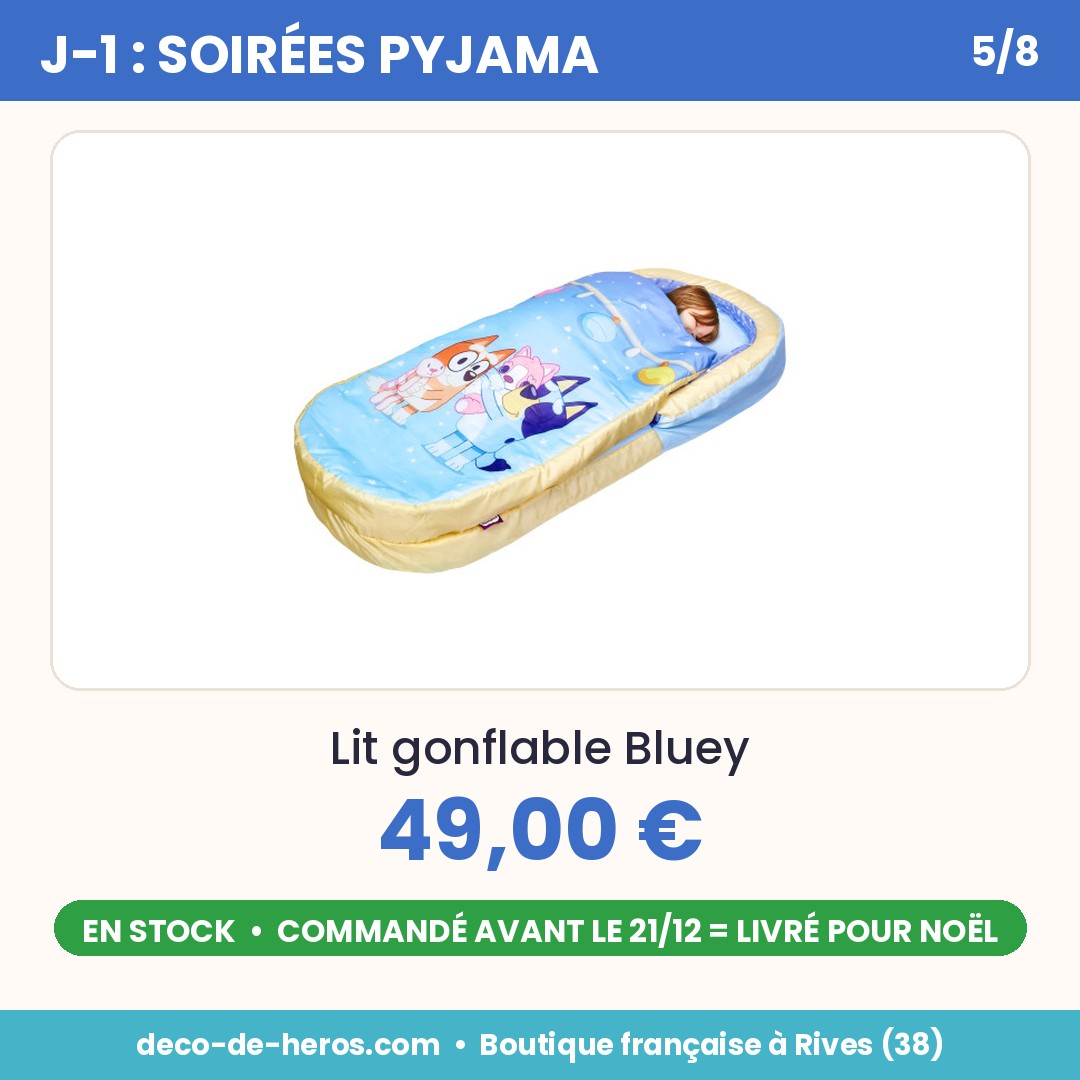 J-1 : SOIRÉES PYJAMA
5/8
Lit gonflable Bluey
49,00 €
EN STOCK • COMMANDÉ AVANT LE 21/12 = LIVRÉ POUR NOËL
deco-de-heros.com • Boutique française à Rives (38)